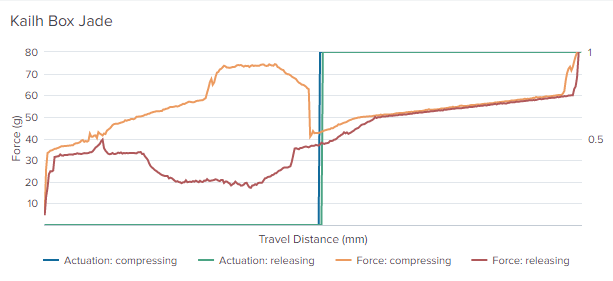 Kailh Box Jade
80
70
60
50
40
30
20
10
Force (g)
1
0.5
Travel Distance (mm)
Actuation: compressing
Actuation: releasing
Force: compressing
Force: releasing